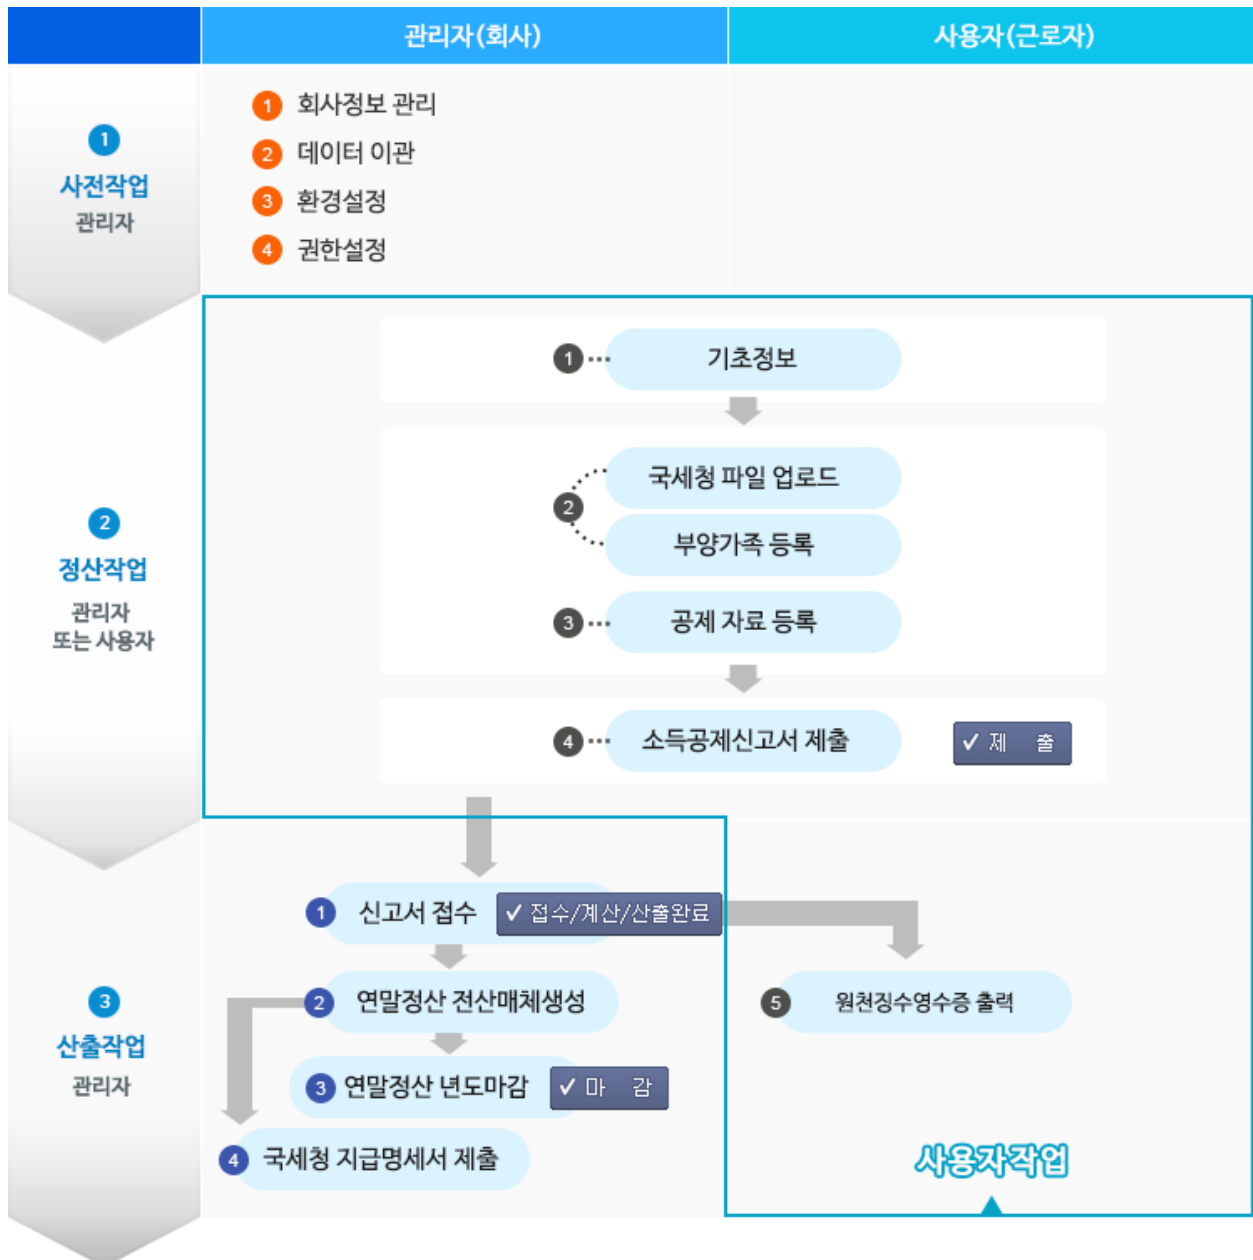 관리자(회사)
사용자(근로자)
1
사전작업
관리자
1 회사정보 관리
2 데이터 이관
3 환경설정
4 권한설정
2
정산작업
관리자
또는 사용자
1 기초정보
국세청 파일 업로드
2
부양가족 등록
3 공제 자료 등록
4 소득공제신고서 제출
✓ 제 출
3
산출작업
관리자
1 신고서 접수
✓ 접수/계산/산출완료
2 연말정산 전산매체생성
3 연말정산 년도마감
✓ 마 감
4 국세청 지급명세서 제출
5 원천징수영수증 출력
사용자작업